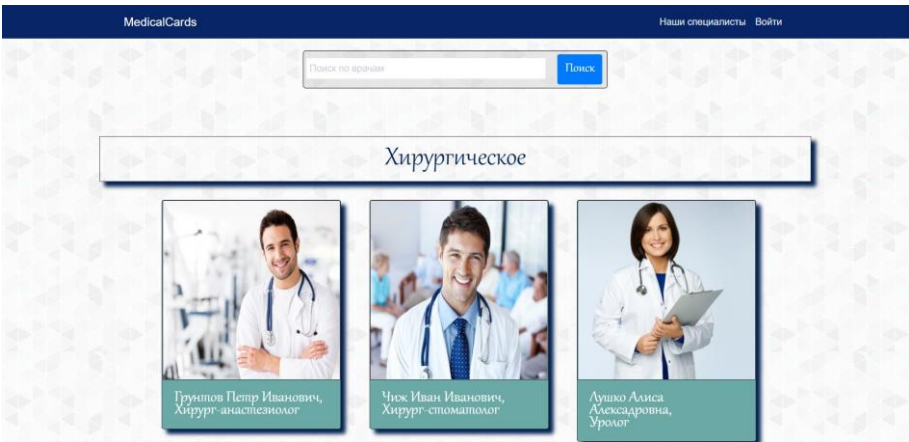 MedicalCards
Наши специалисты Войти
Поиск по врачам
Поиск
Хирургическое
Грунтов Петр Иванович,
Хирург-анастезиолог
Чиж Иван Иванович,
Хирург-стоматолог
Лушко Алиса
Алексадровна,
Уролог